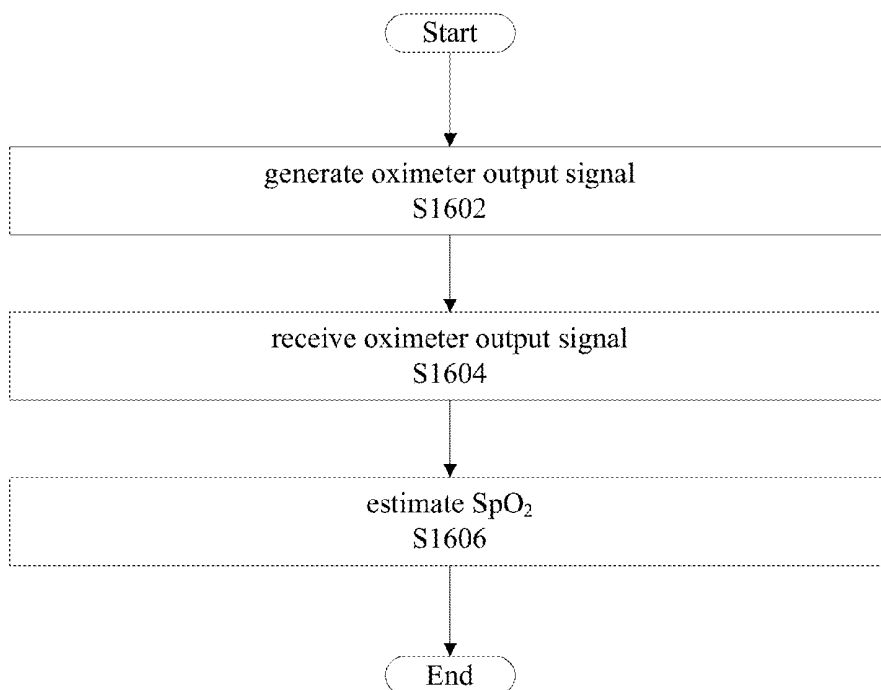 Start
generate oximeter output signal
S1602
receive oximeter output signal
S1604
estimate SpO₂
S1606
End